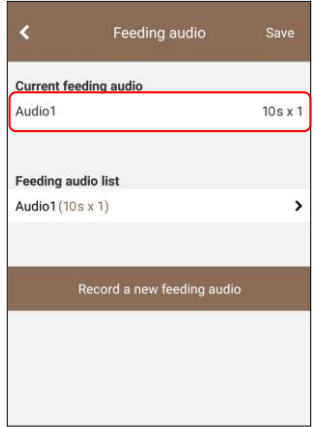 Feeding audio Save
Current feeding audio
Audio1 10s x 1
Feeding audio list
Audio1(10s x 1)
Record a new feeding audio